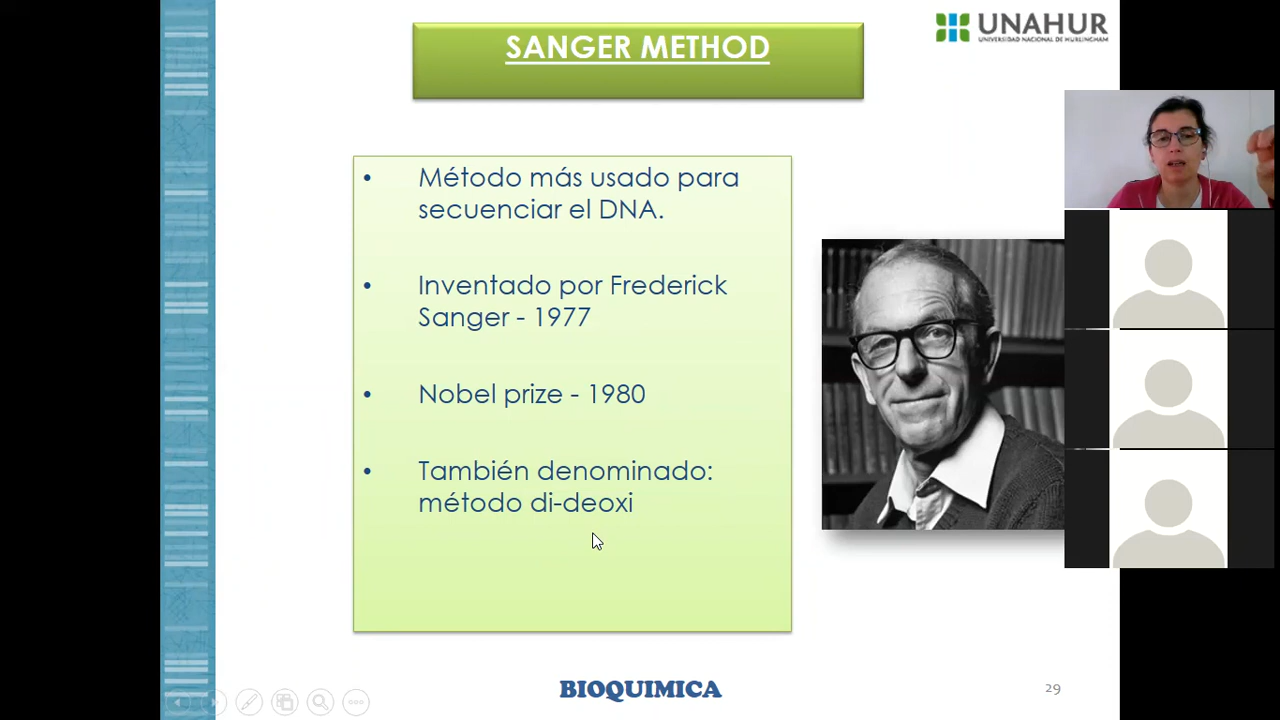 SANGER METHOD
UNAHUR
UNIVERSIDAD NACIONAL DE HURLINGHAM
• Método más usado para
secuenciar el DNA.
• Inventado por Frederick
Sanger - 1977
• Nobel prize - 1980
• También denominado:
método di-deoxi
BIOQUIMICA
29